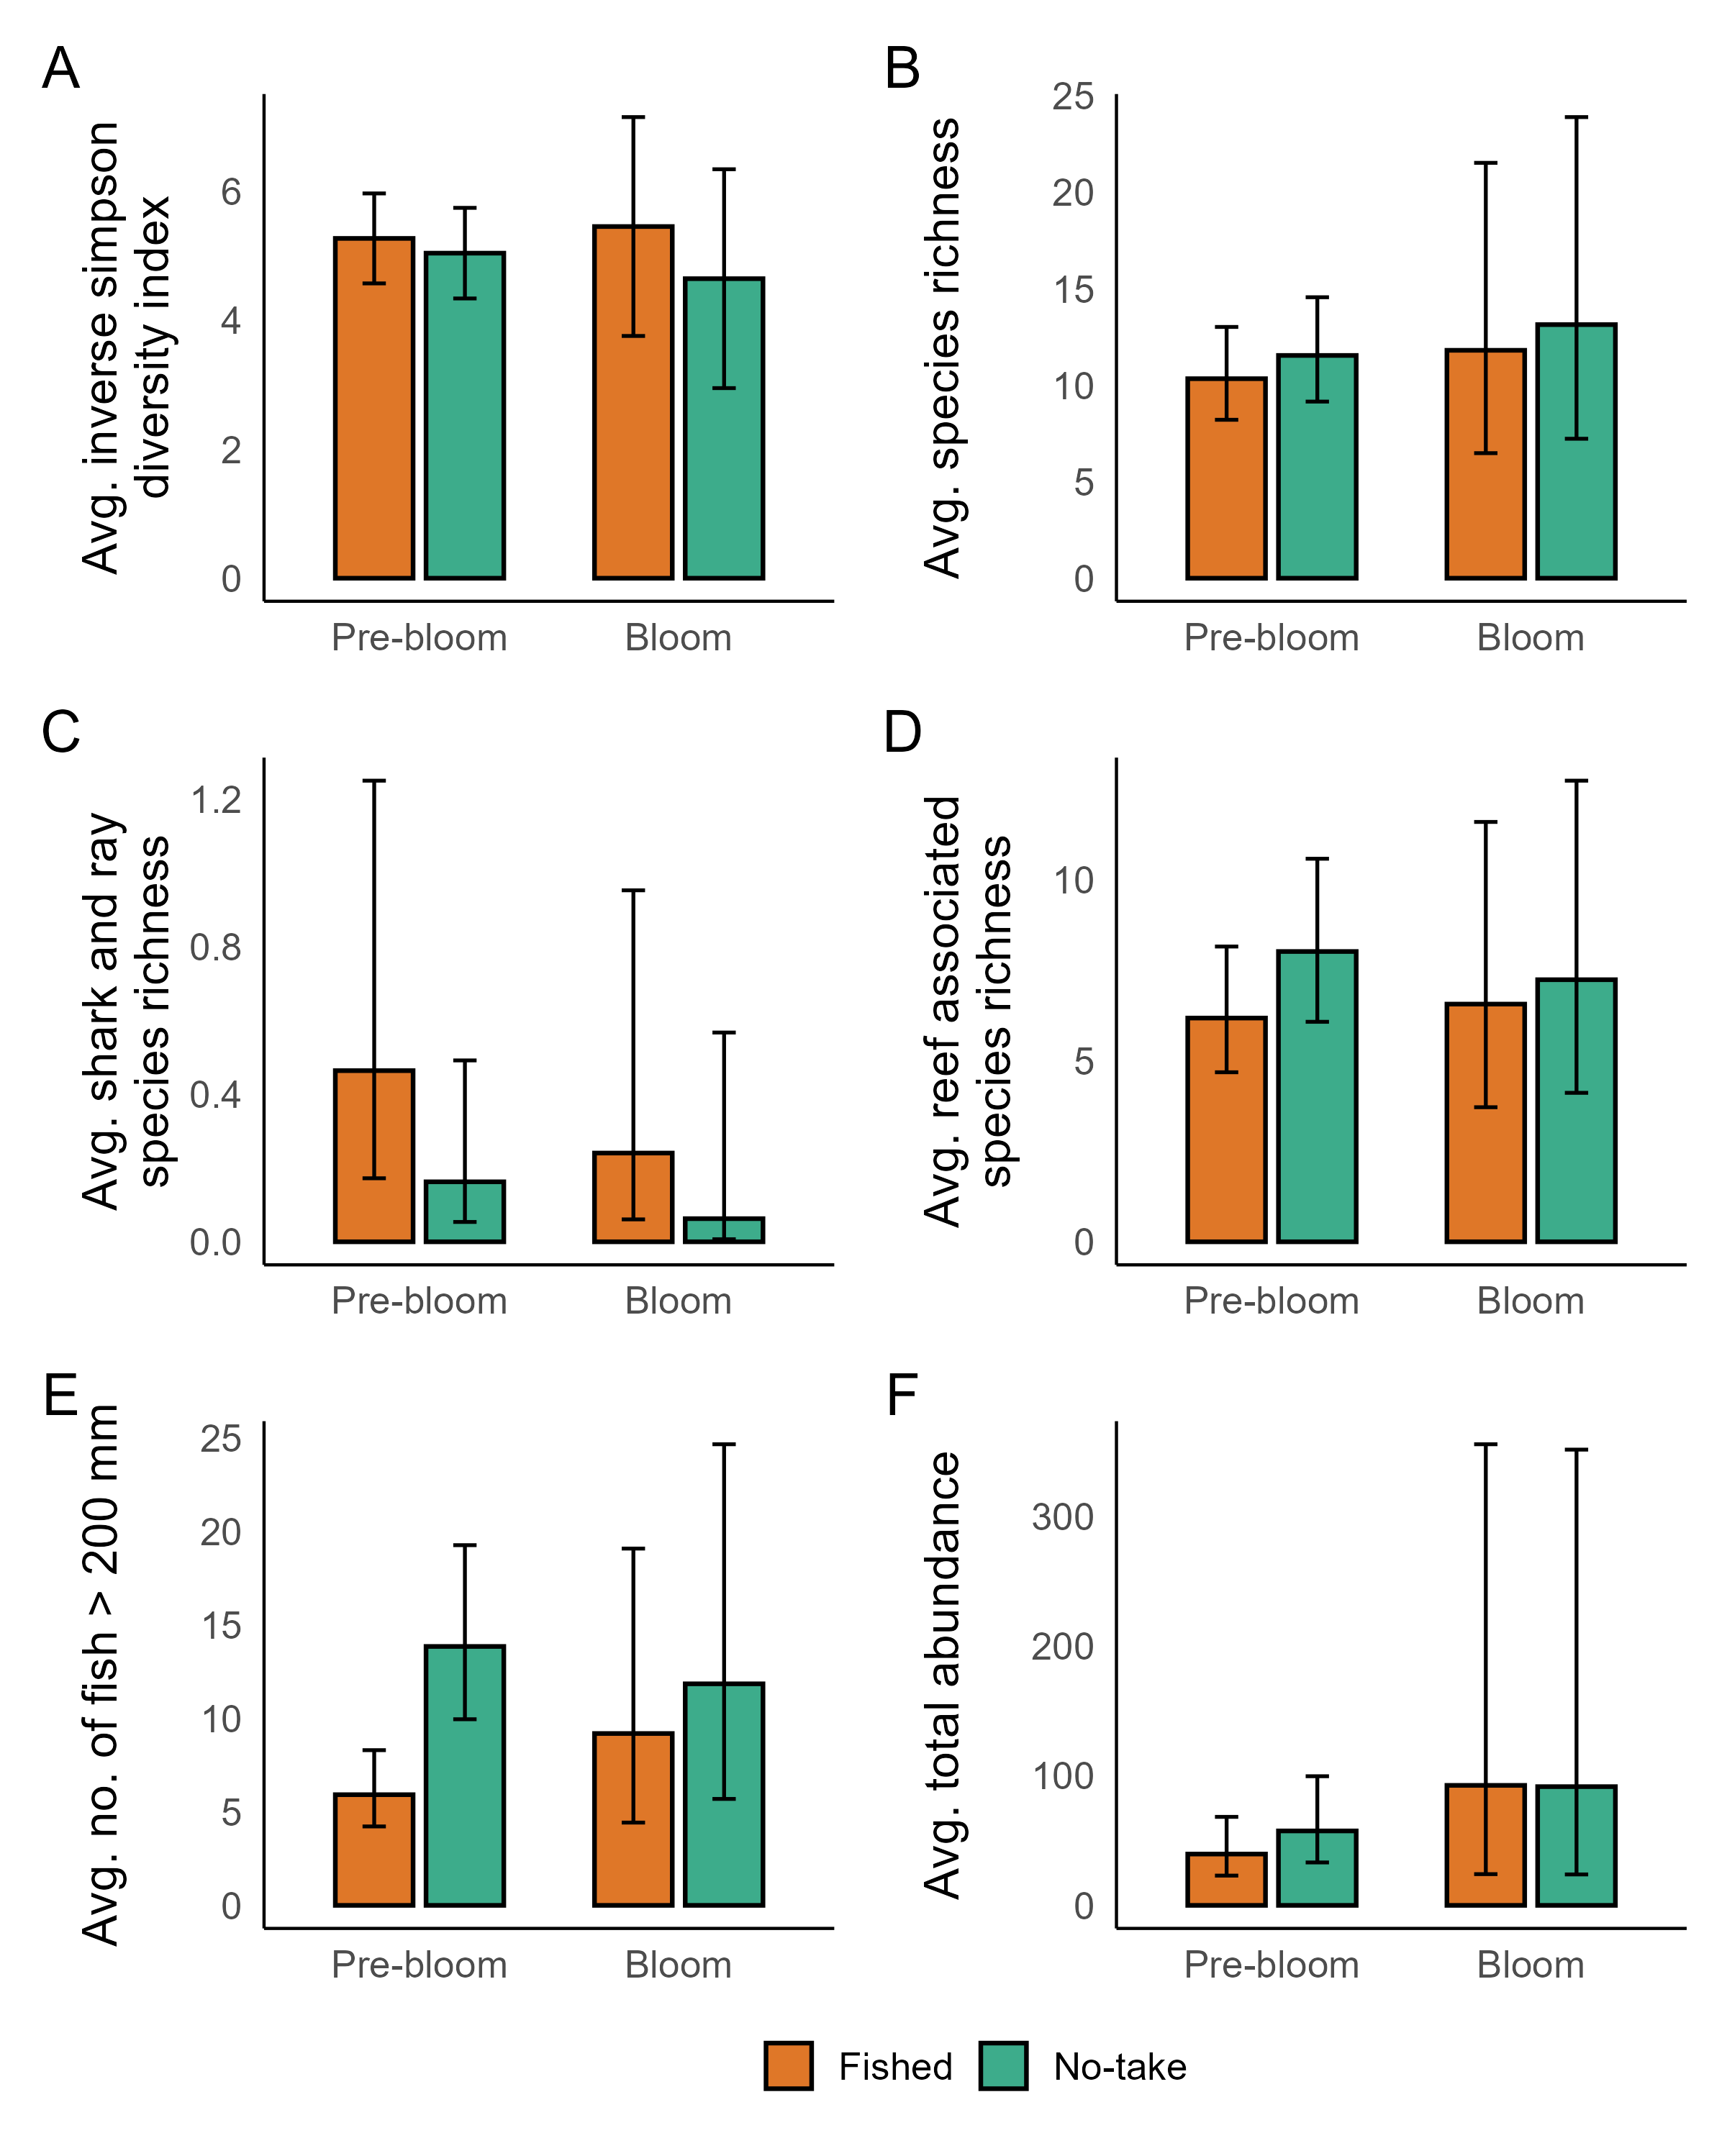 A
Avg. inverse simpson
diversity index
6
4
2
0
Pre-bloom Bloom
B
Avg. species richness
25
20
15
10
5
0
Pre-bloom Bloom
C
Avg. shark and ray
species richness
1.2
0.8
0.4
0.0
Pre-bloom Bloom
D
Avg. reef associated
species richness
10
5
0
Pre-bloom Bloom
E
Avg. no. of fish > 200 mm
25
20
15
10
5
0
Pre-bloom Bloom
F
Avg. total abundance
300
200
100
0
Pre-bloom Bloom
Fished No-take